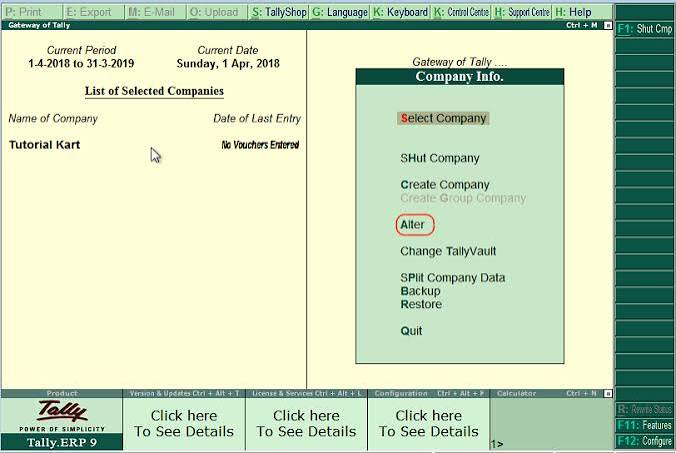 P: Print E: Export M: E-Mail O: Upload S: TallyShop G: Language K: Keyboard K: Control Centre H: Support Centre H: Help
Gateway of Tally Ctrl + M
F1: Shut Cmp
Current Period Current Date
1-4-2018 to 31-3-2019 Sunday, 1 Apr, 2018
List of Selected Companies
Name of Company Date of Last Entry
Tutorial Kart No Vouchers Entered
Gateway of Tally ....
Company Info.
Select Company
SHut Company
Create Company
Create Group Company
Alter
Change TallyVault
SPlit Company Data
Backup
Restore
Quit
Product Version & Updates Ctrl + Alt + T License & Services Ctrl + Alt + L Configuration Ctrl + Alt + F Calculator Ctrl + N
Tally
POWER OF SIMPLICITY
Tally.ERP 9
Click here
To See Details
Click here
To See Details
Click here
To See Details
1>
R: Rewrite Status
F11: Features
F12: Configure